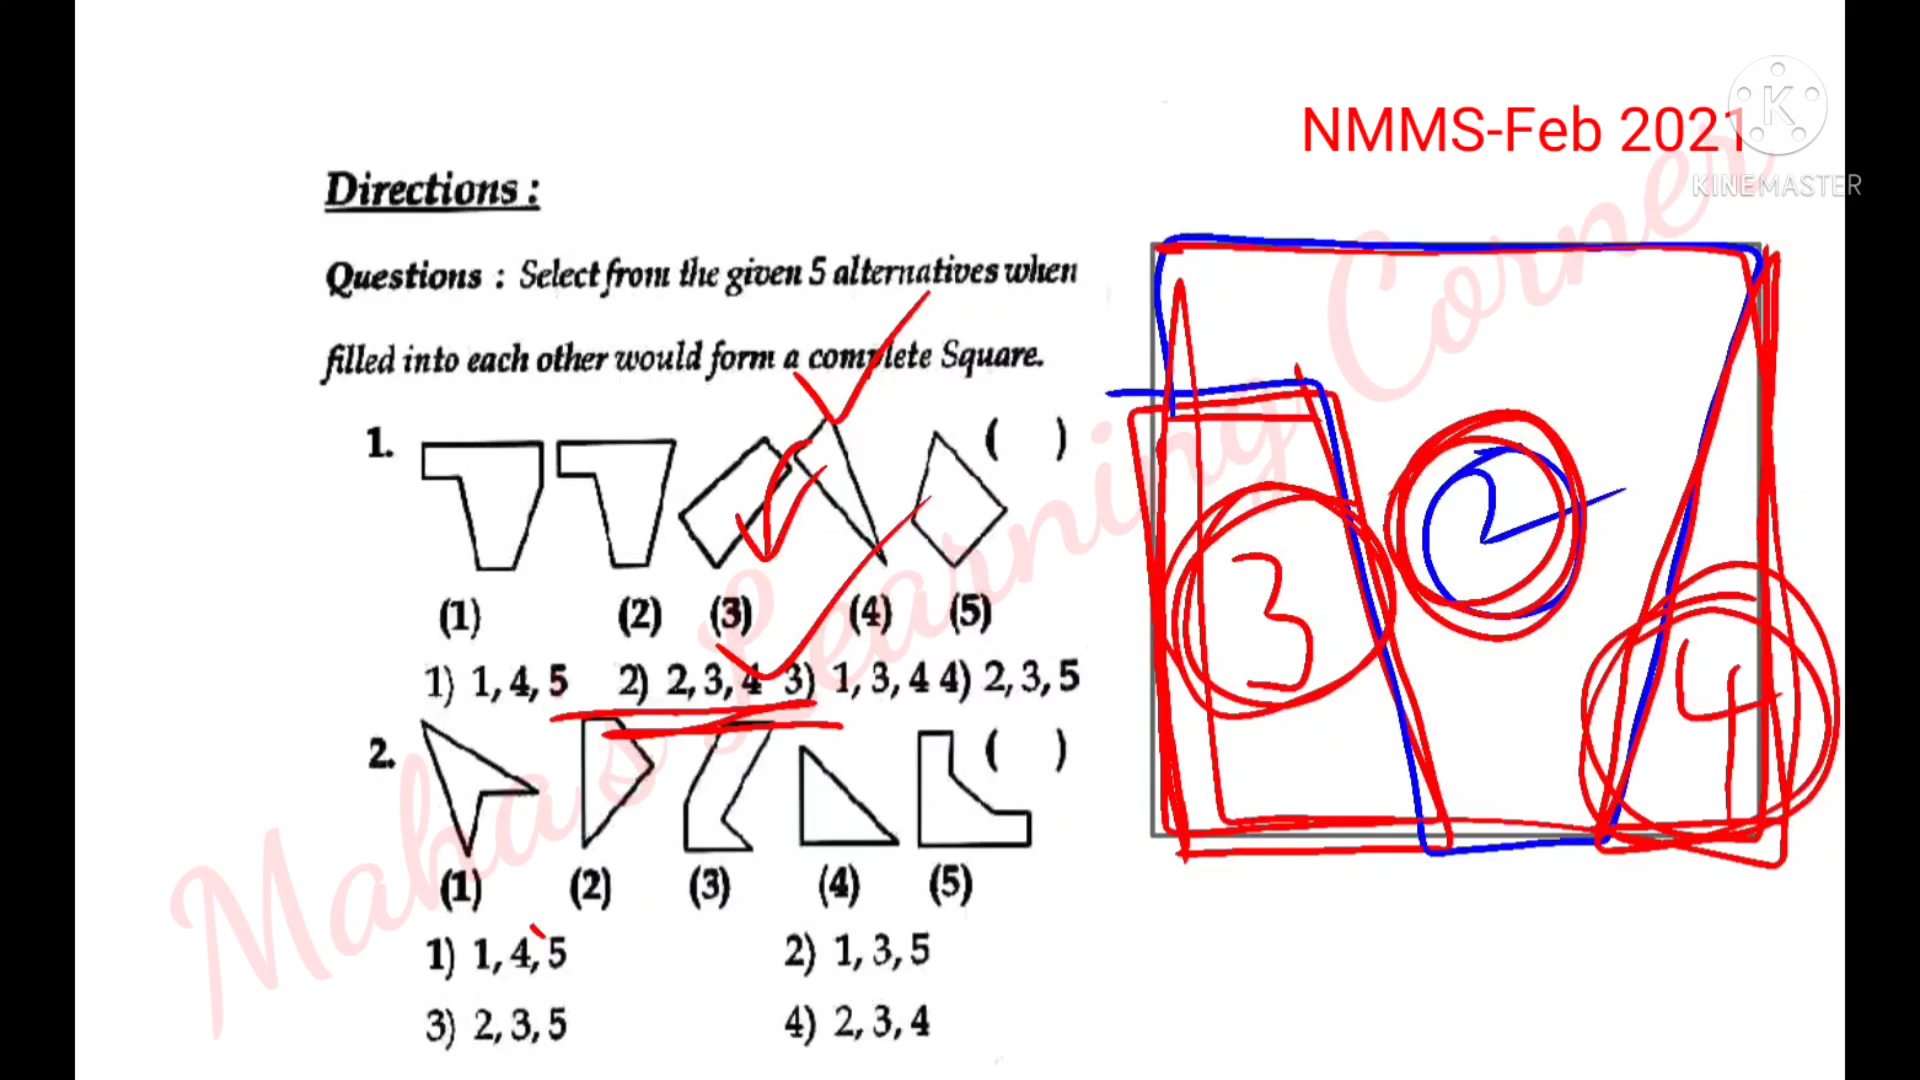 NMMS-Feb 2021
KINEMASTER
Directions :
Questions : Select from the given 5 alternatives when
filled into each other would form a complete Square.
1. ( )
(1) (2) (3) (4) (5)
1) 1, 4, 5 2) 2, 3, 4 3) 1, 3, 4 4) 2, 3, 5
2. ( )
(1) (2) (3) (4) (5)
1) 1, 4, 5 2) 1, 3, 5
3) 2, 3, 5 4) 2, 3, 4
3 2 4
Maha's Learning Corner